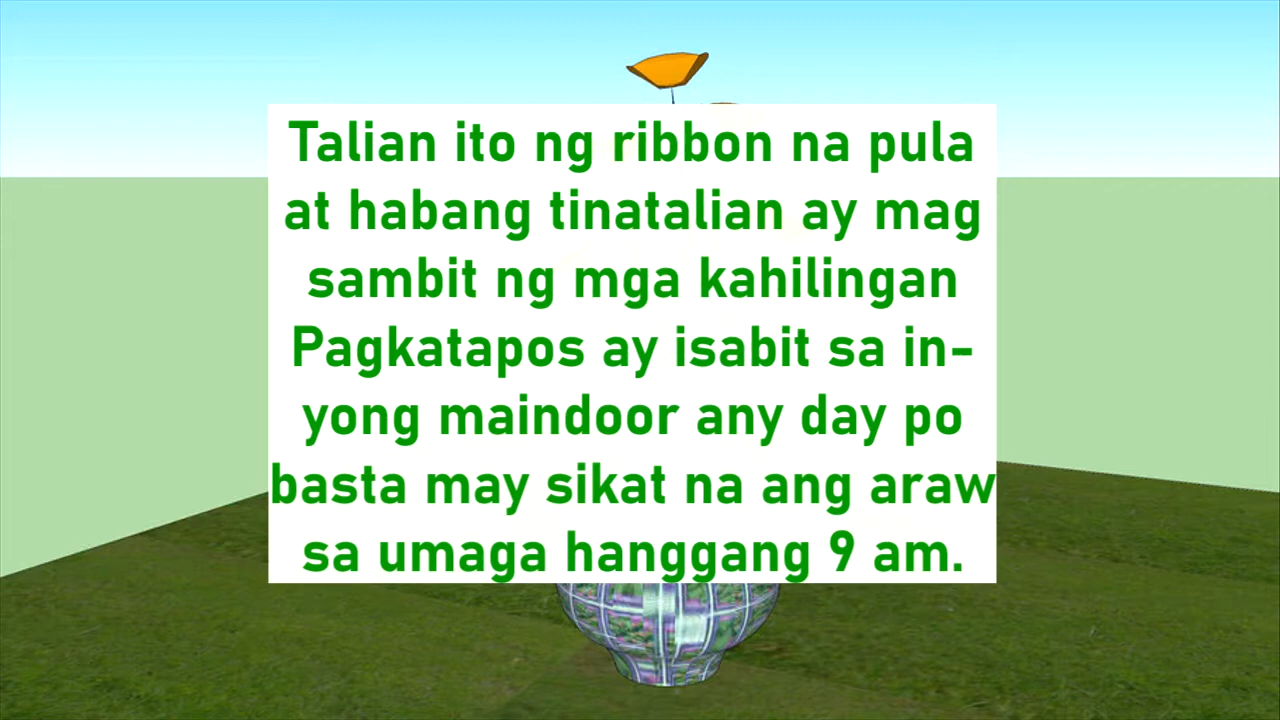 Talian ito ng ribbon na pula
at habang tinatalian ay mag
sambit ng mga kahilingan
Pagkatapos ay isabit sa in-
yong maindoor any day po
basta may sikat na ang araw
sa umaga hanggang 9 am.